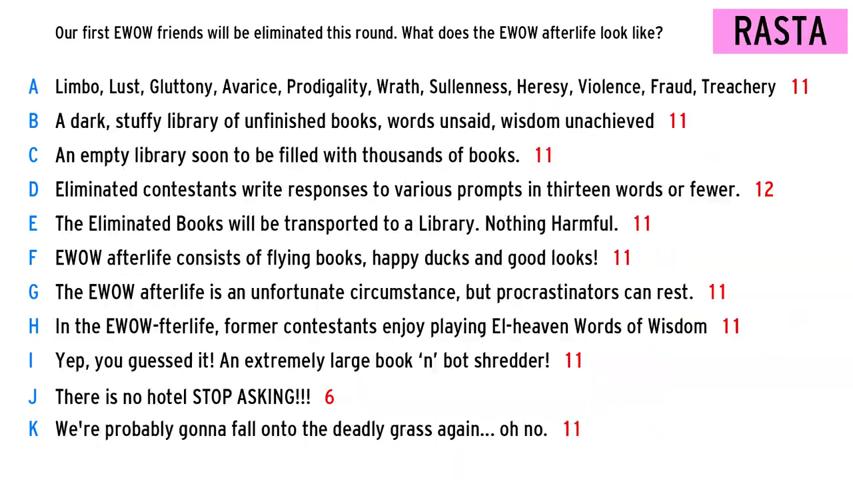 Our first EWOW friends will be eliminated this round. What does the EWOW afterlife look like?
RASTA
A Limbo, Lust, Gluttony, Avarice, Prodigality, Wrath, Sullenness, Heresy, Violence, Fraud, Treachery 11
B A dark, stuffy library of unfinished books, words unsaid, wisdom unachieved 11
C An empty library soon to be filled with thousands of books. 11
D Eliminated contestants write responses to various prompts in thirteen words or fewer. 12
E The Eliminated Books will be transported to a Library. Nothing Harmful. 11
F EWOW afterlife consists of flying books, happy ducks and good looks! 11
G The EWOW afterlife is an unfortunate circumstance, but procrastinators can rest. 11
H In the EWOW-fterlife, former contestants enjoy playing El-heaven Words of Wisdom 11
I Yep, you guessed it! An extremely large book ‘n’ bot shredder! 11
J There is no hotel STOP ASKING!!! 6
K We're probably gonna fall onto the deadly grass again... oh no. 11